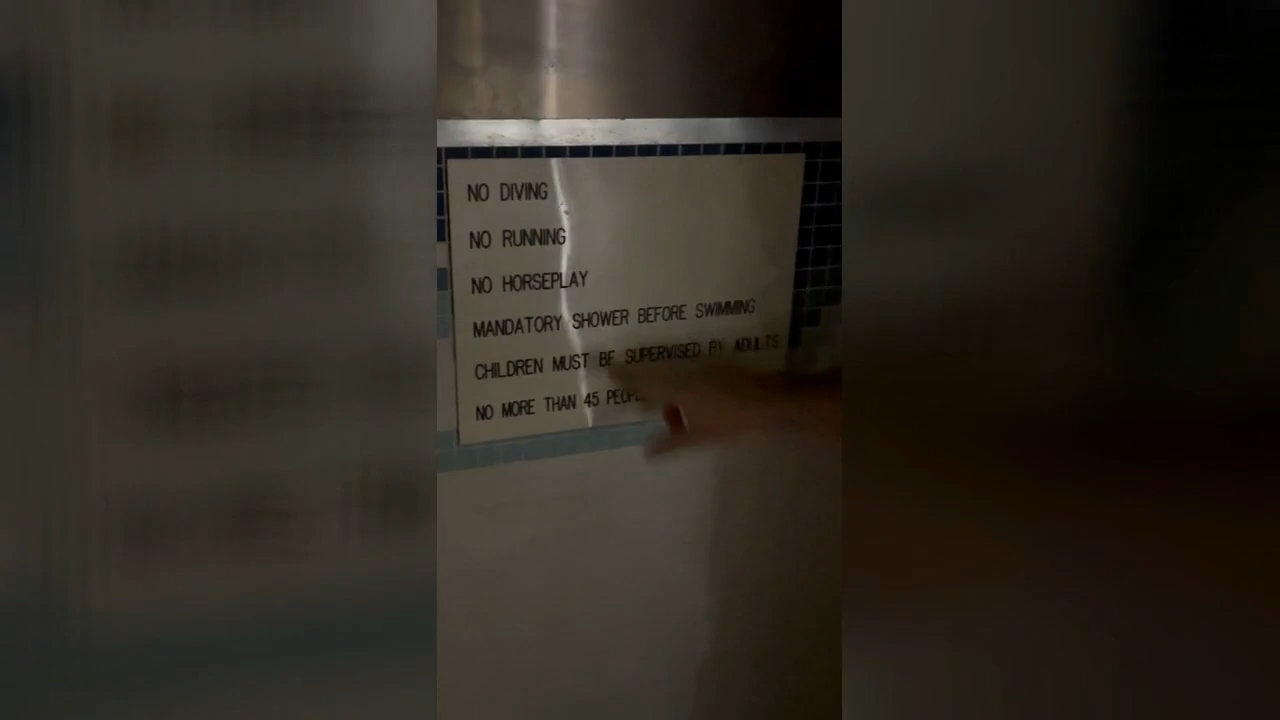 NO DIVING
NO RUNNING
NO HORSEPLAY
MANDATORY SHOWER BEFORE SWIMMING
CHILDREN MUST BE SUPERVISED BY ADULTS
NO MORE THAN 45 PEOPLE